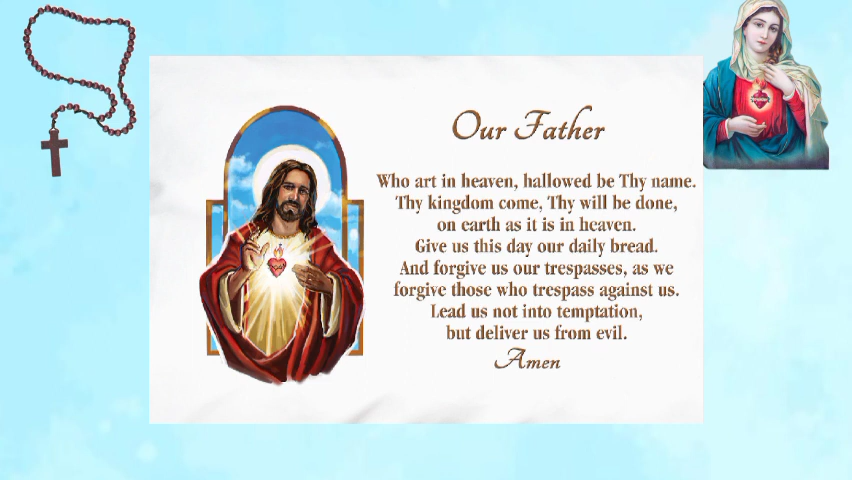 Our Father
Who art in heaven, hallowed be Thy name.
Thy kingdom come, Thy will be done,
on earth as it is in heaven.
Give us this day our daily bread.
And forgive us our trespasses, as we
forgive those who trespass against us.
Lead us not into temptation,
but deliver us from evil.
Amen